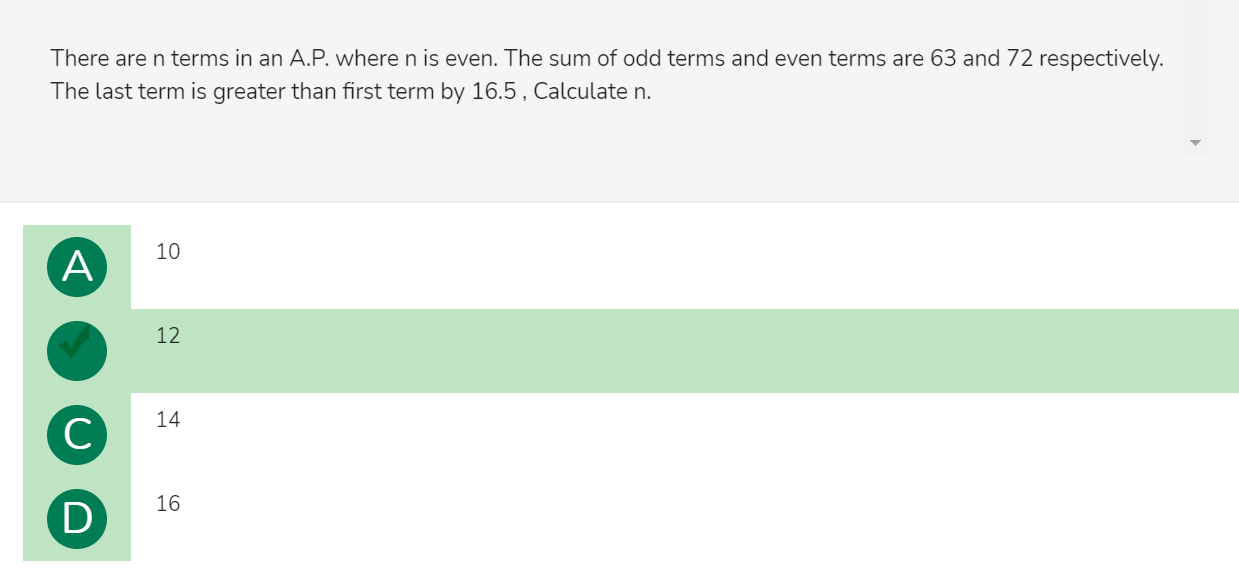 There are n terms in an A.P. where n is even. The sum of odd terms and even terms are 63 and 72 respectively.
The last term is greater than first term by 16.5 , Calculate n.
A 10
12
C 14
D 16